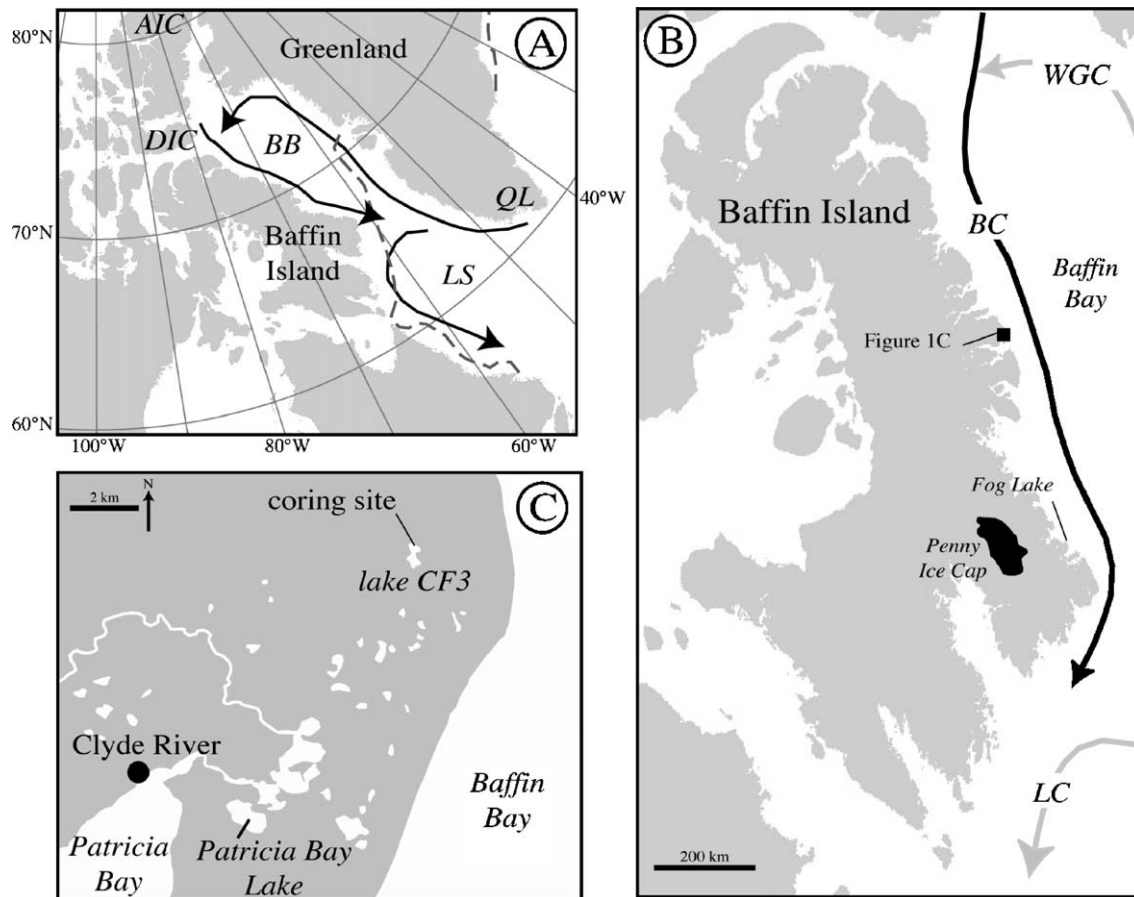 80°N
AIC
Greenland
A
DIC
BB
QL
40°W
70°N
Baffin
Island
LS
60°N
100°W
80°W
60°W
B
WGC
Baffin Island
BC
Baffin
Bay
Figure 1C
Fog Lake
Penny
Ice Cap
LC
200 km
C
2 km
N
coring site
lake CF3
Clyde River
Baffin
Bay
Patricia
Bay
Patricia Bay
Lake